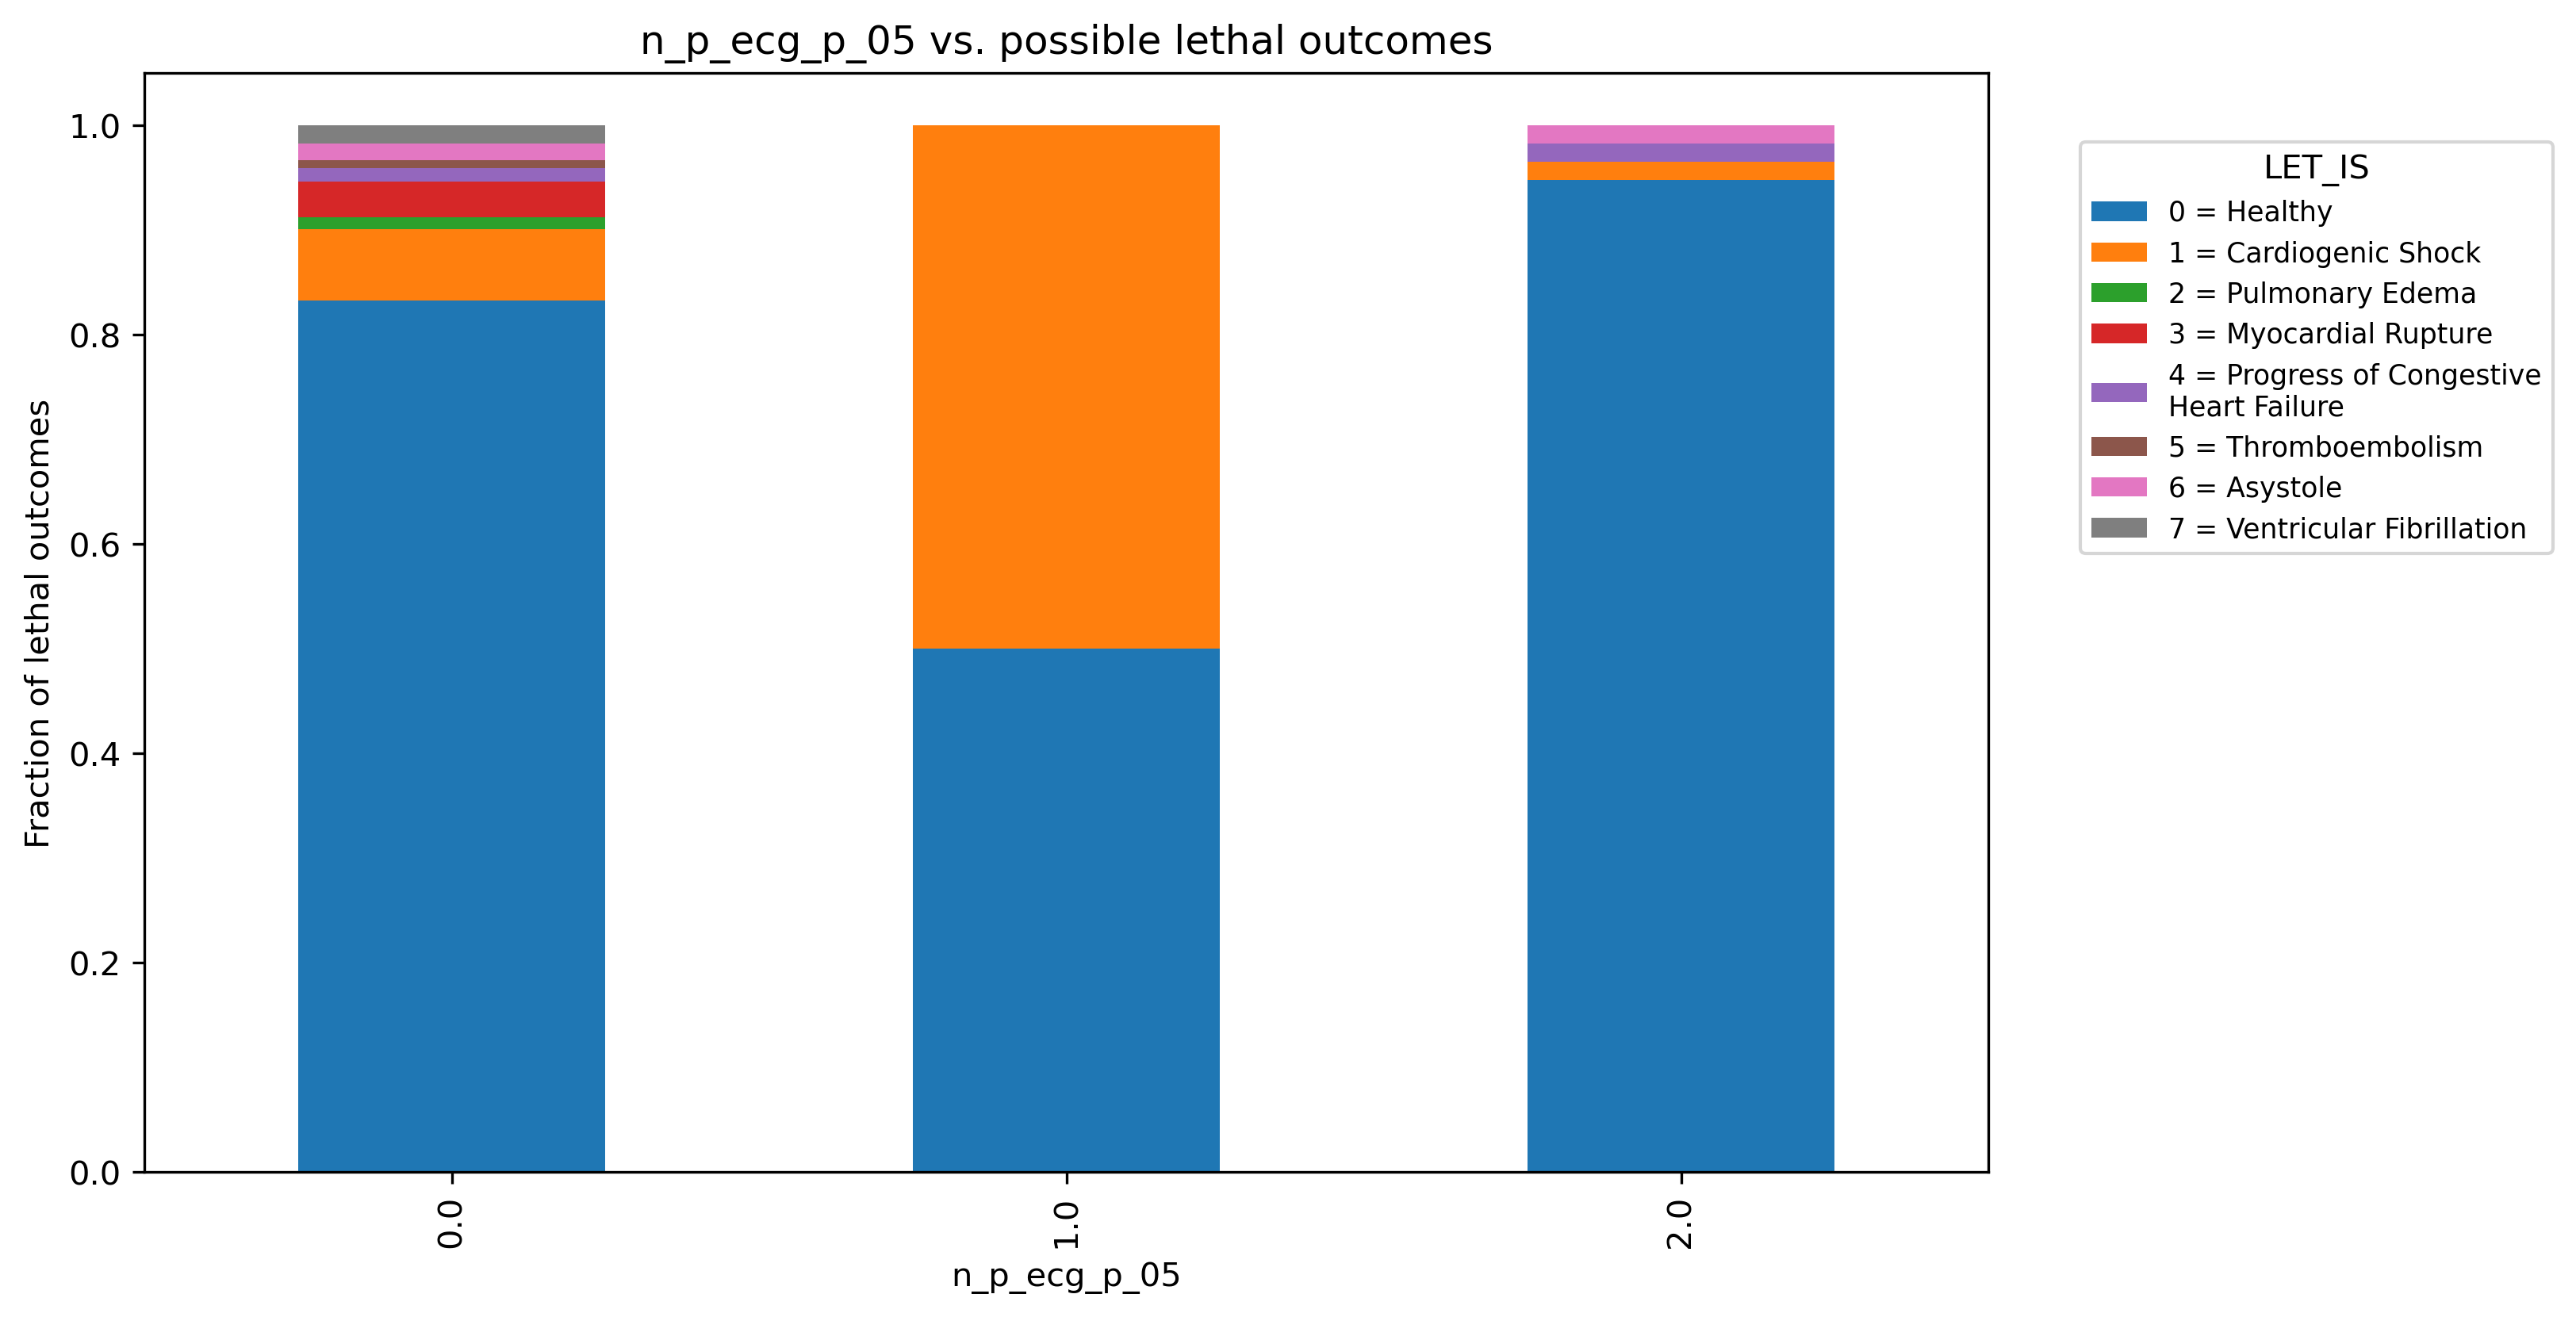 n_p_ecg_p_05 vs. possible lethal outcomes
Fraction of lethal outcomes
1.0
0.8
0.6
0.4
0.2
0.0
0.0
1.0
2.0
n_p_ecg_p_05
LET_IS
0 = Healthy
1 = Cardiogenic Shock
2 = Pulmonary Edema
3 = Myocardial Rupture
4 = Progress of Congestive
Heart Failure
5 = Thromboembolism
6 = Asystole
7 = Ventricular Fibrillation